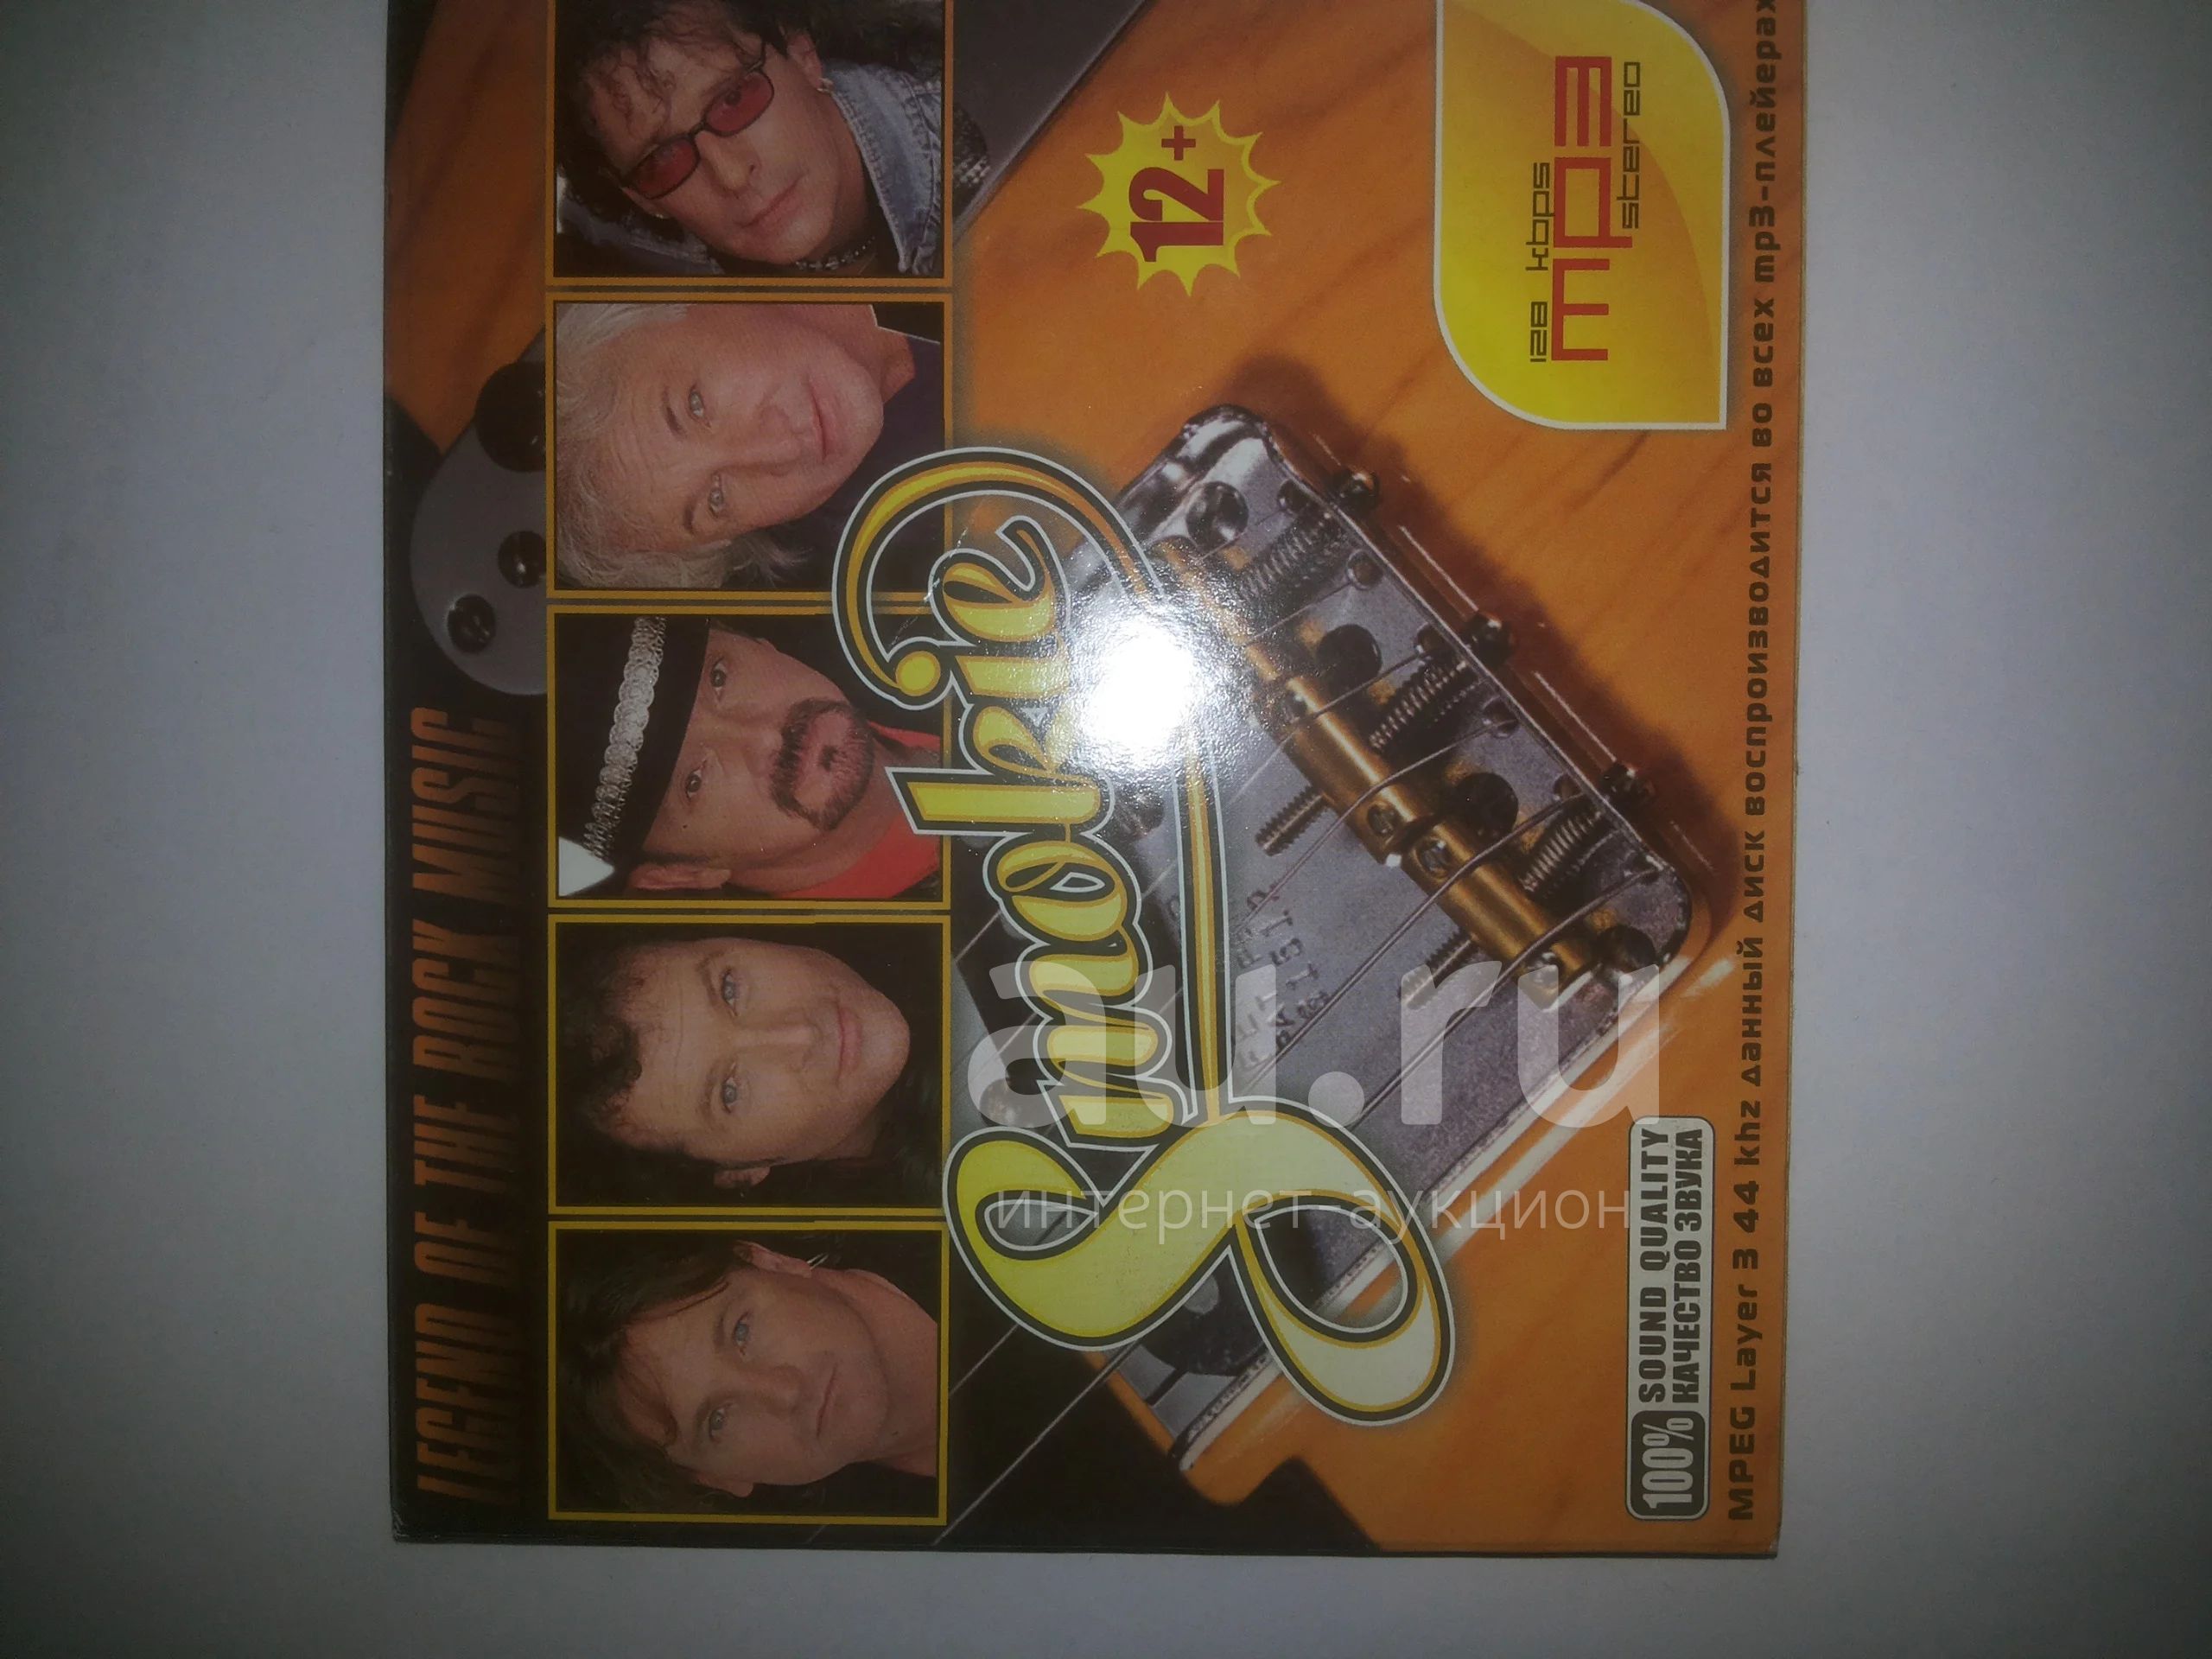 LEGEND OF THE ROCK MUSIC
Smokie
12+
128 kbps
mp3
stereo
100% SOUND QUALITY
КАЧЕСТВО ЗВУКА
MPEG Layer 3 44 khz данный диск воспроизводится во всех mp3-плейерах
au.ru
интернет-аукцион